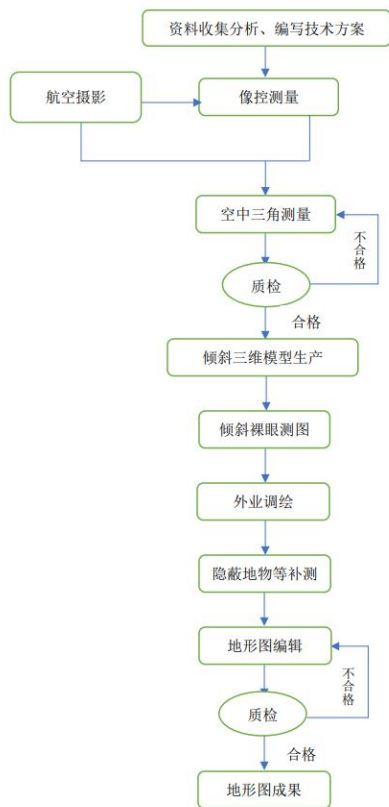 资料收集分析、编写技术方案
航空摄影
像控测量
空中三角测量
不合格
质检
合格
倾斜三维模型生产
倾斜裸眼测图
外业调绘
隐蔽地物等补测
地形图编辑
不合格
质检
合格
地形图成果